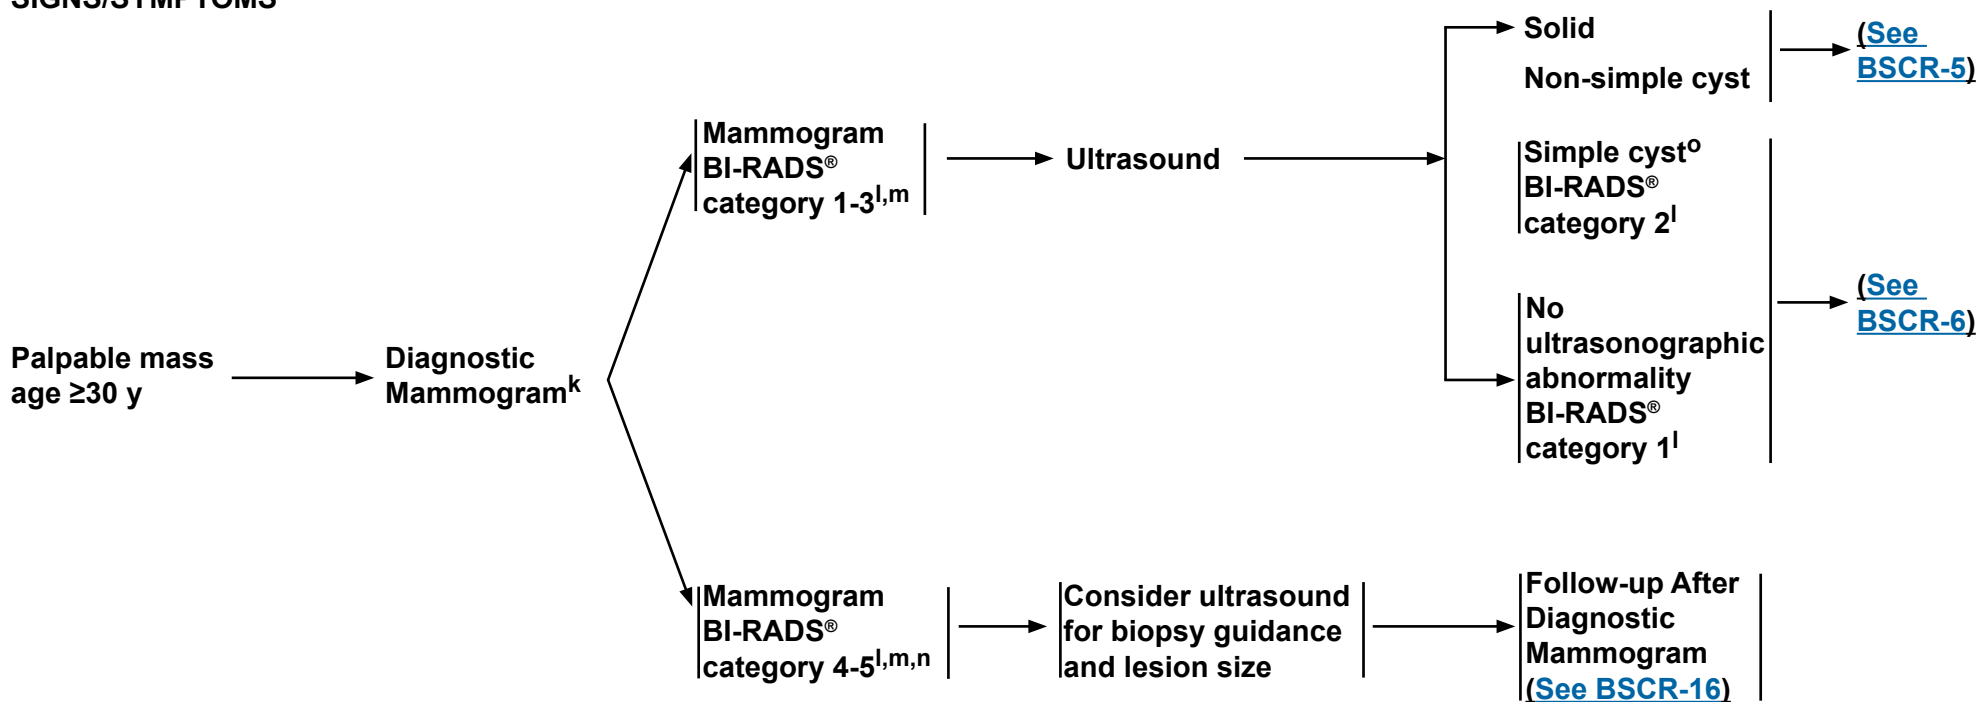 SIGNS/SYMPTOMS
Palpable mass
age ≥30 y
Diagnostic
Mammogramk
Mammogram
BI-RADS®
category 1-3l,m
Ultrasound
Solid
Non-simple cyst
(See
BSCR-5)
Simple cysto
BI-RADS®
category 2l
No
ultrasonographic
abnormality
BI-RADS®
category 1l
(See
BSCR-6)
Mammogram
BI-RADS®
category 4-5l,m,n
Consider ultrasound
for biopsy guidance
and lesion size
Follow-up After
Diagnostic
Mammogram
(See BSCR-16)